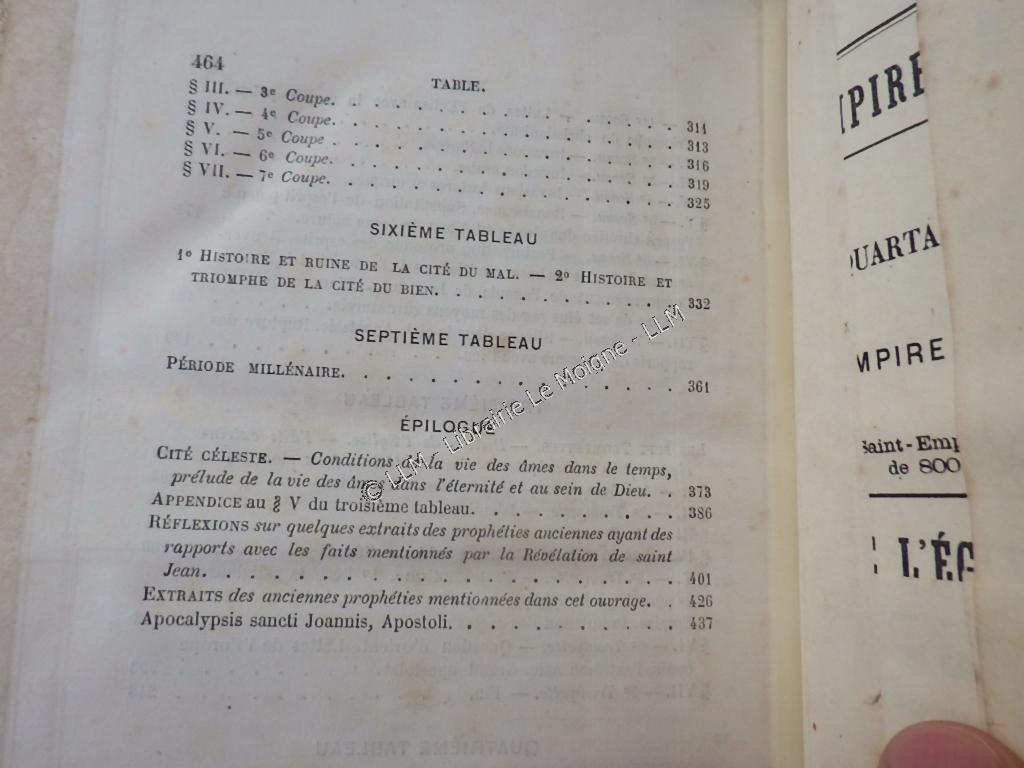 464
TABLE.
§ III. — 3e Coupe. . . . . . . . . . . . . . . . . 311
§ IV. — 4e Coupe. . . . . . . . . . . . . . . . . 313
§ V. — 5e Coupe . . . . . . . . . . . . . . . . . 316
§ VI. — 6e Coupe. . . . . . . . . . . . . . . . . 319
§ VII. — 7e Coupe. . . . . . . . . . . . . . . . . 325
SIXIÈME TABLEAU
1o HISTOIRE ET RUINE DE LA CITÉ DU MAL. — 2o HISTOIRE ET
TRIOMPHE DE LA CITÉ DU BIEN. . . . . . . . . . . . 332
SEPTIÈME TABLEAU
PÉRIODE MILLÉNAIRE. . . . . . . . . . . . . . . . 361
ÉPILOGUE
CITÉ CÉLESTE. — Conditions de la vie des âmes dans le temps,
prélude de la vie des âmes dans l'éternité et au sein de Dieu. . 373
APPENDICE au § V du troisième tableau. . . . . . . . . . 386
RÉFLEXIONS sur quelques extraits des prophéties anciennes ayant des
rapports avec les faits mentionnés par la Révélation de saint
Jean. . . . . . . . . . . . . . . . . . . . . 401
EXTRAITS des anciennes prophéties mentionnées dans cet ouvrage. . 426
Apocalypsis sancti Joannis, Apostoli. . . . . . . . . . . 437
© LLM - Librairie Le Moigne - LLM
MPIRE
QUARTA
MPIRE
Saint-Emp
de 800
L'ÉG
QUATRIÈME TABLEAU